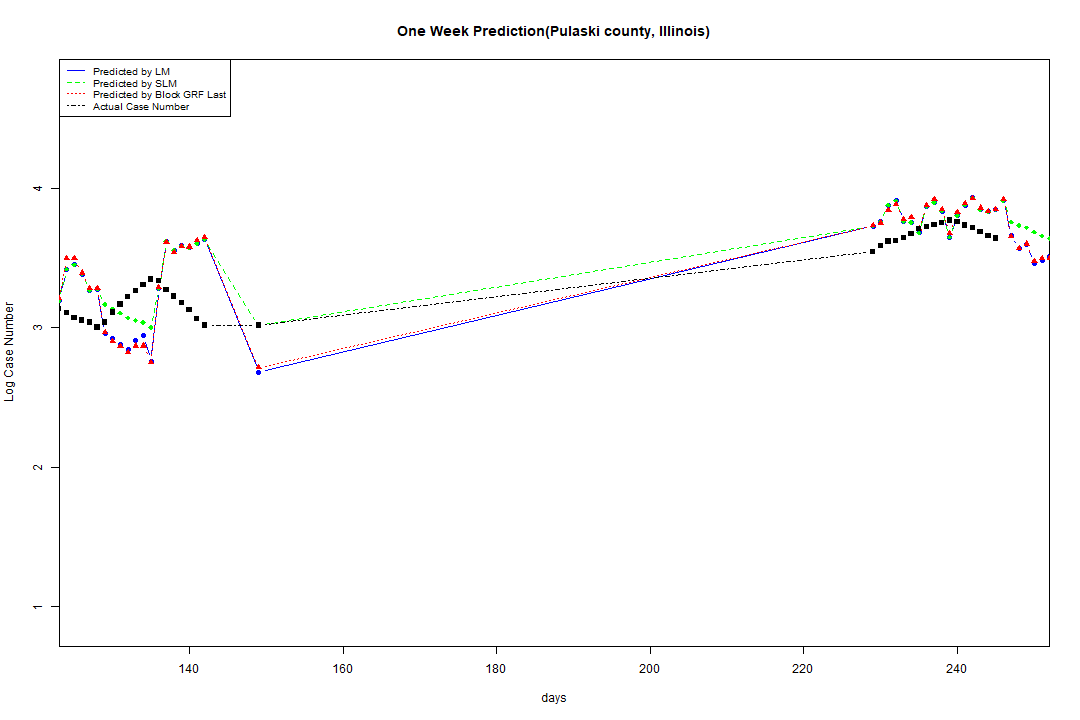 One Week Prediction(Pulaski county, Illinois)
Predicted by LM
Predicted by SLM
Predicted by Block GRF Last
Actual Case Number
4
3
2
1
Log Case Number
140 160 180 200 220 240
days